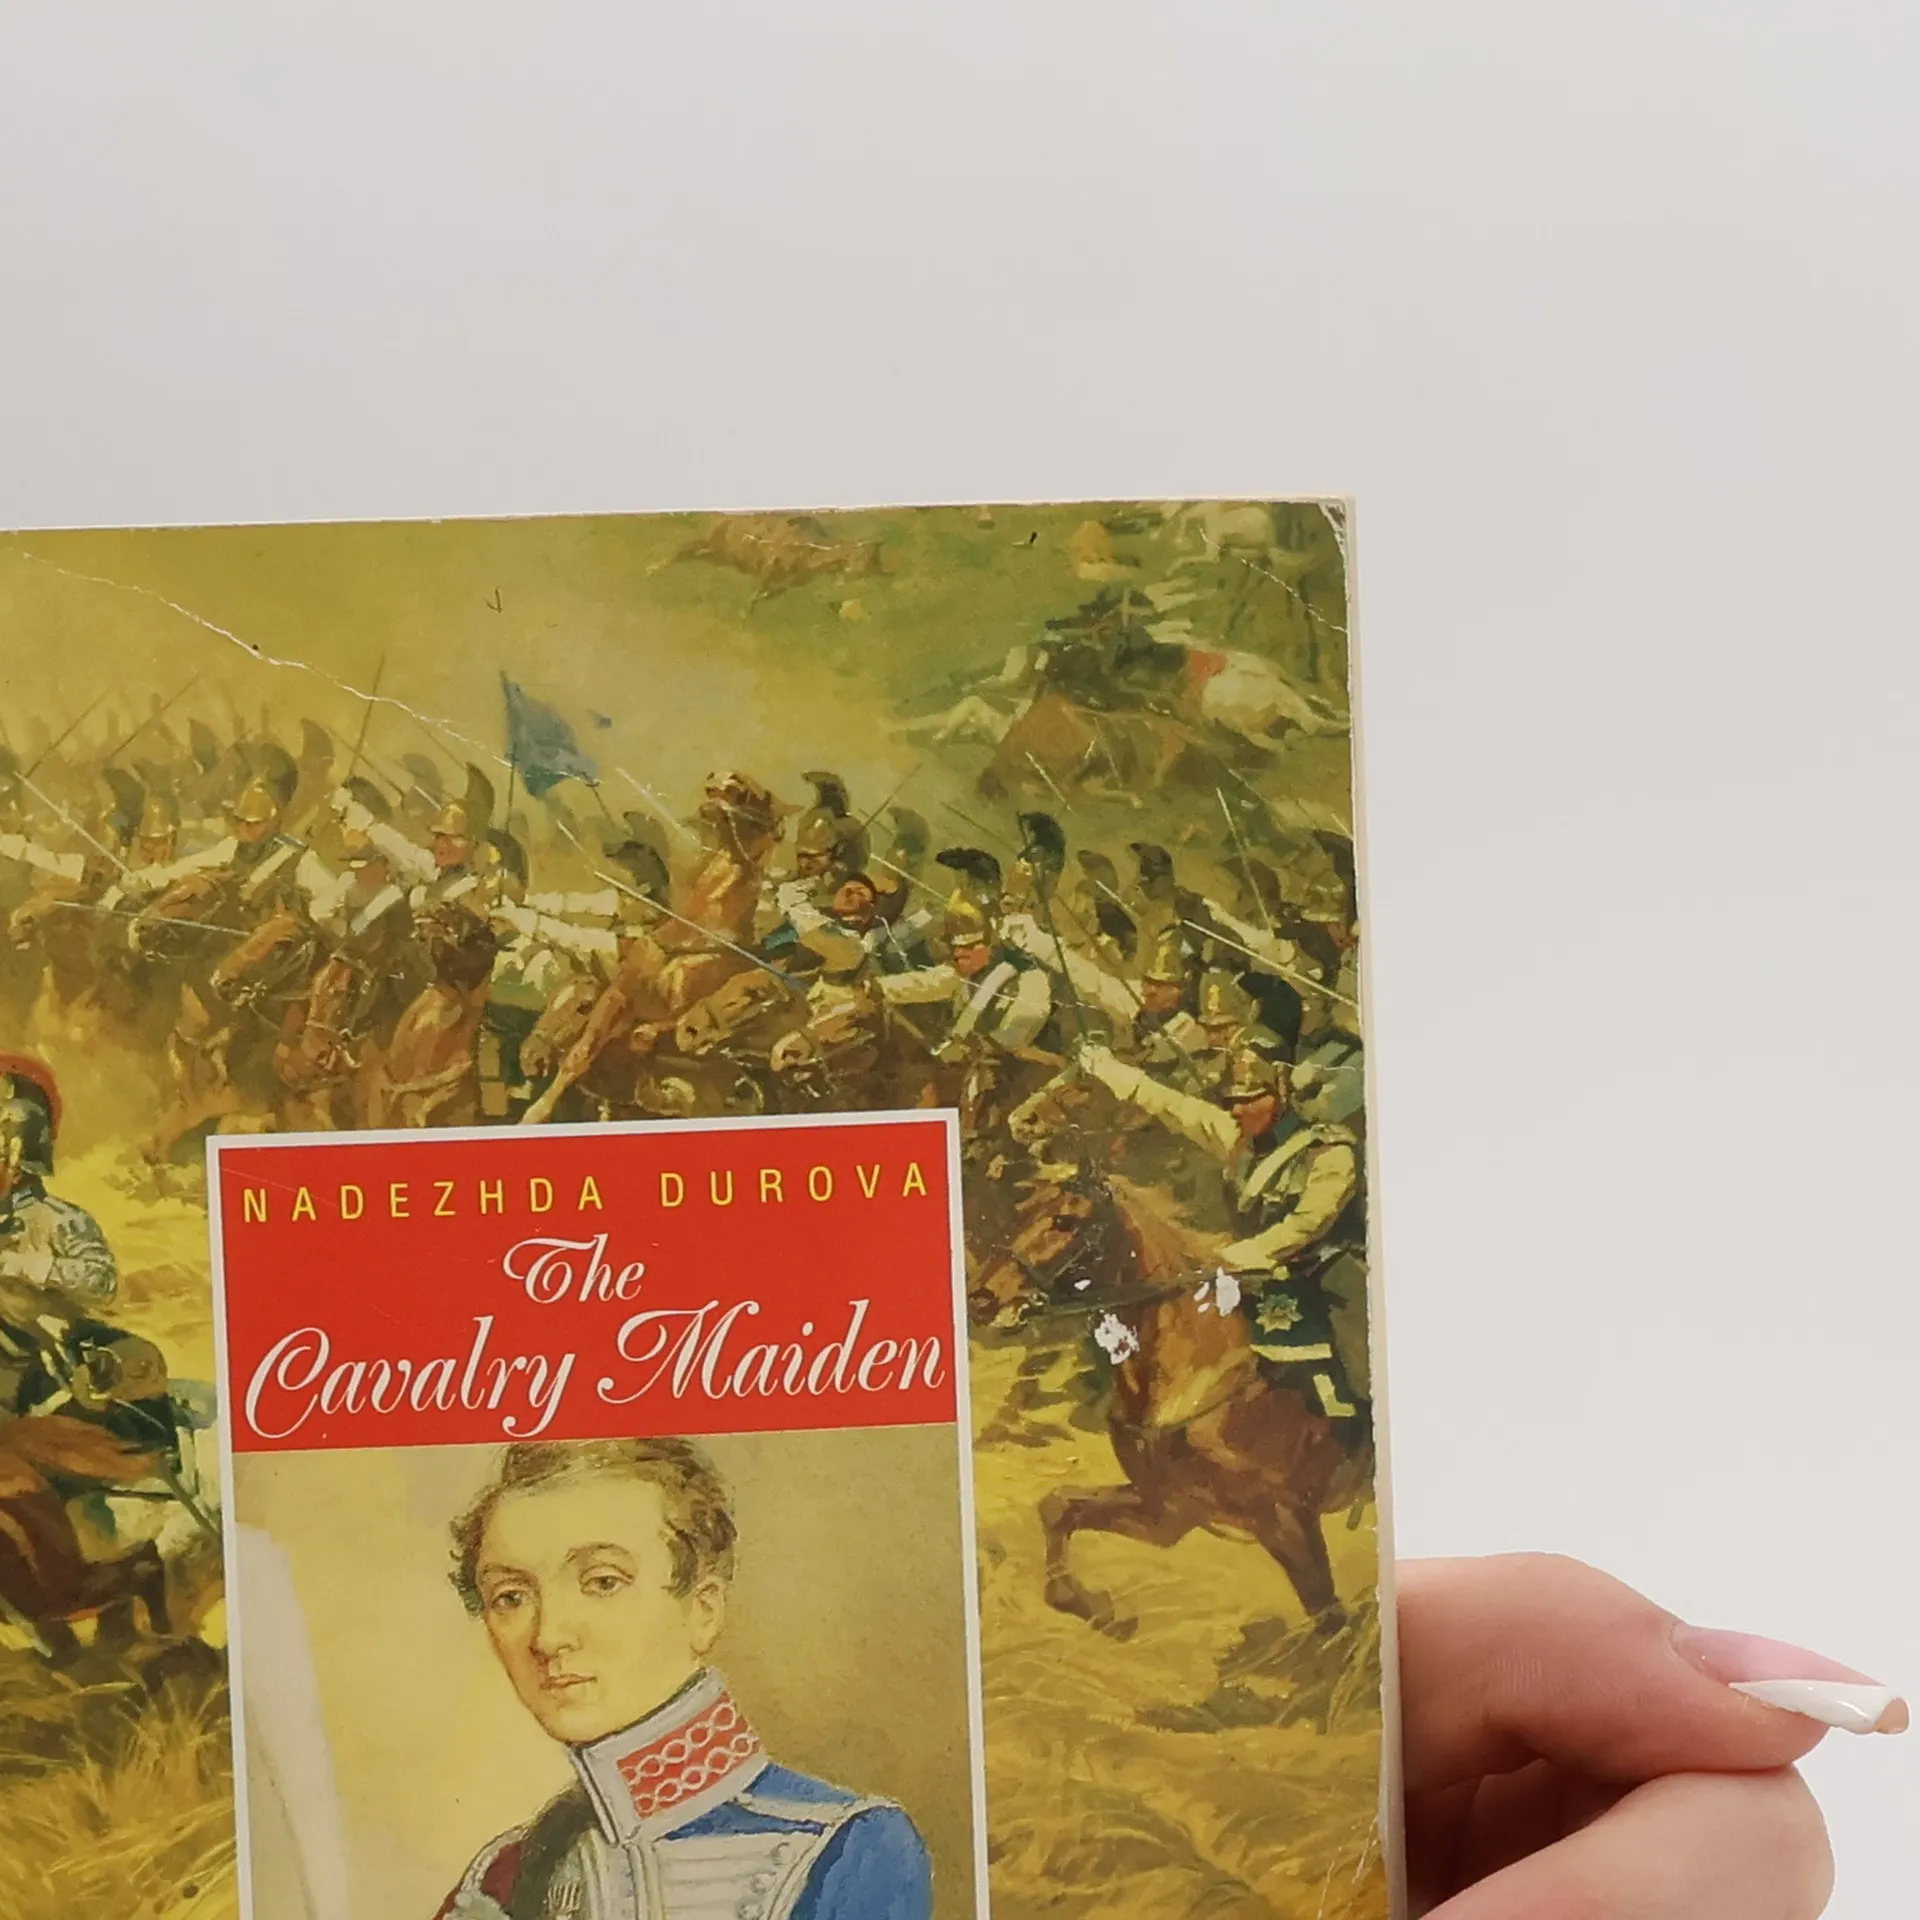 NADEZHDA DUROVA
The
Cavalry Maiden